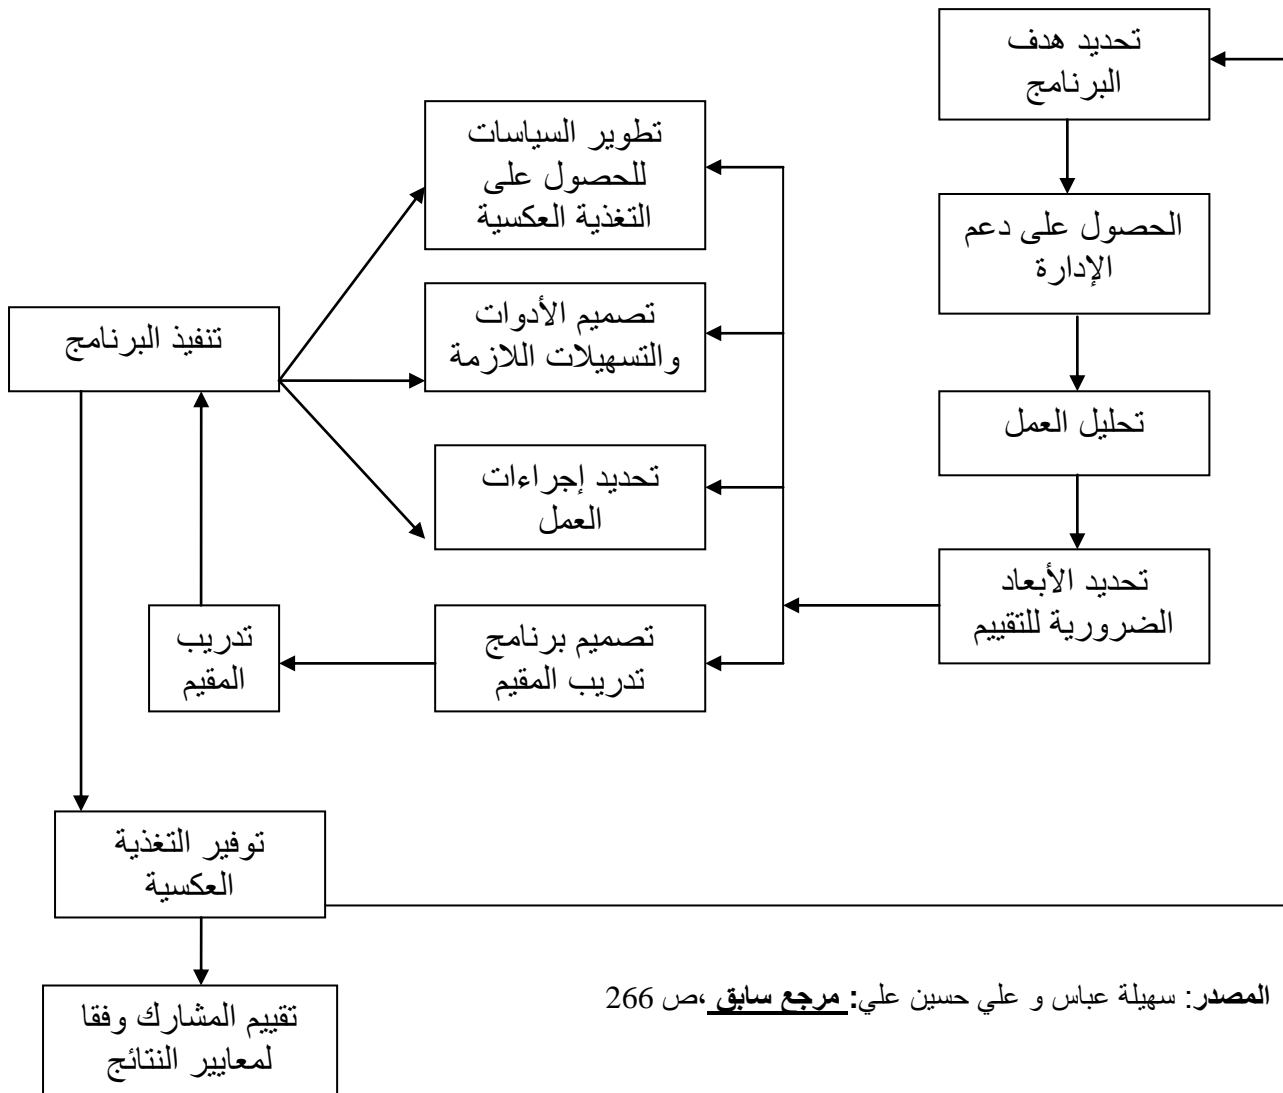 تحديد هدف
البرنامج
الحصول على دعم
الإدارة
تحليل العمل
تحديد الأبعاد
الضرورية للتقييم
تطوير السياسات
للحصول على
التغذية العكسية
تصميم الأدوات
والتسهيلات اللازمة
تحديد إجراءات
العمل
تصميم برنامج
تدريب المقيم
تدريب
المقيم
تنفيذ البرنامج
توفير التغذية
العكسية
تقييم المشارك وفقا
لمعايير النتائج
المصدر: سهيلة عباس و علي حسين علي: مرجع سابق ،ص 266